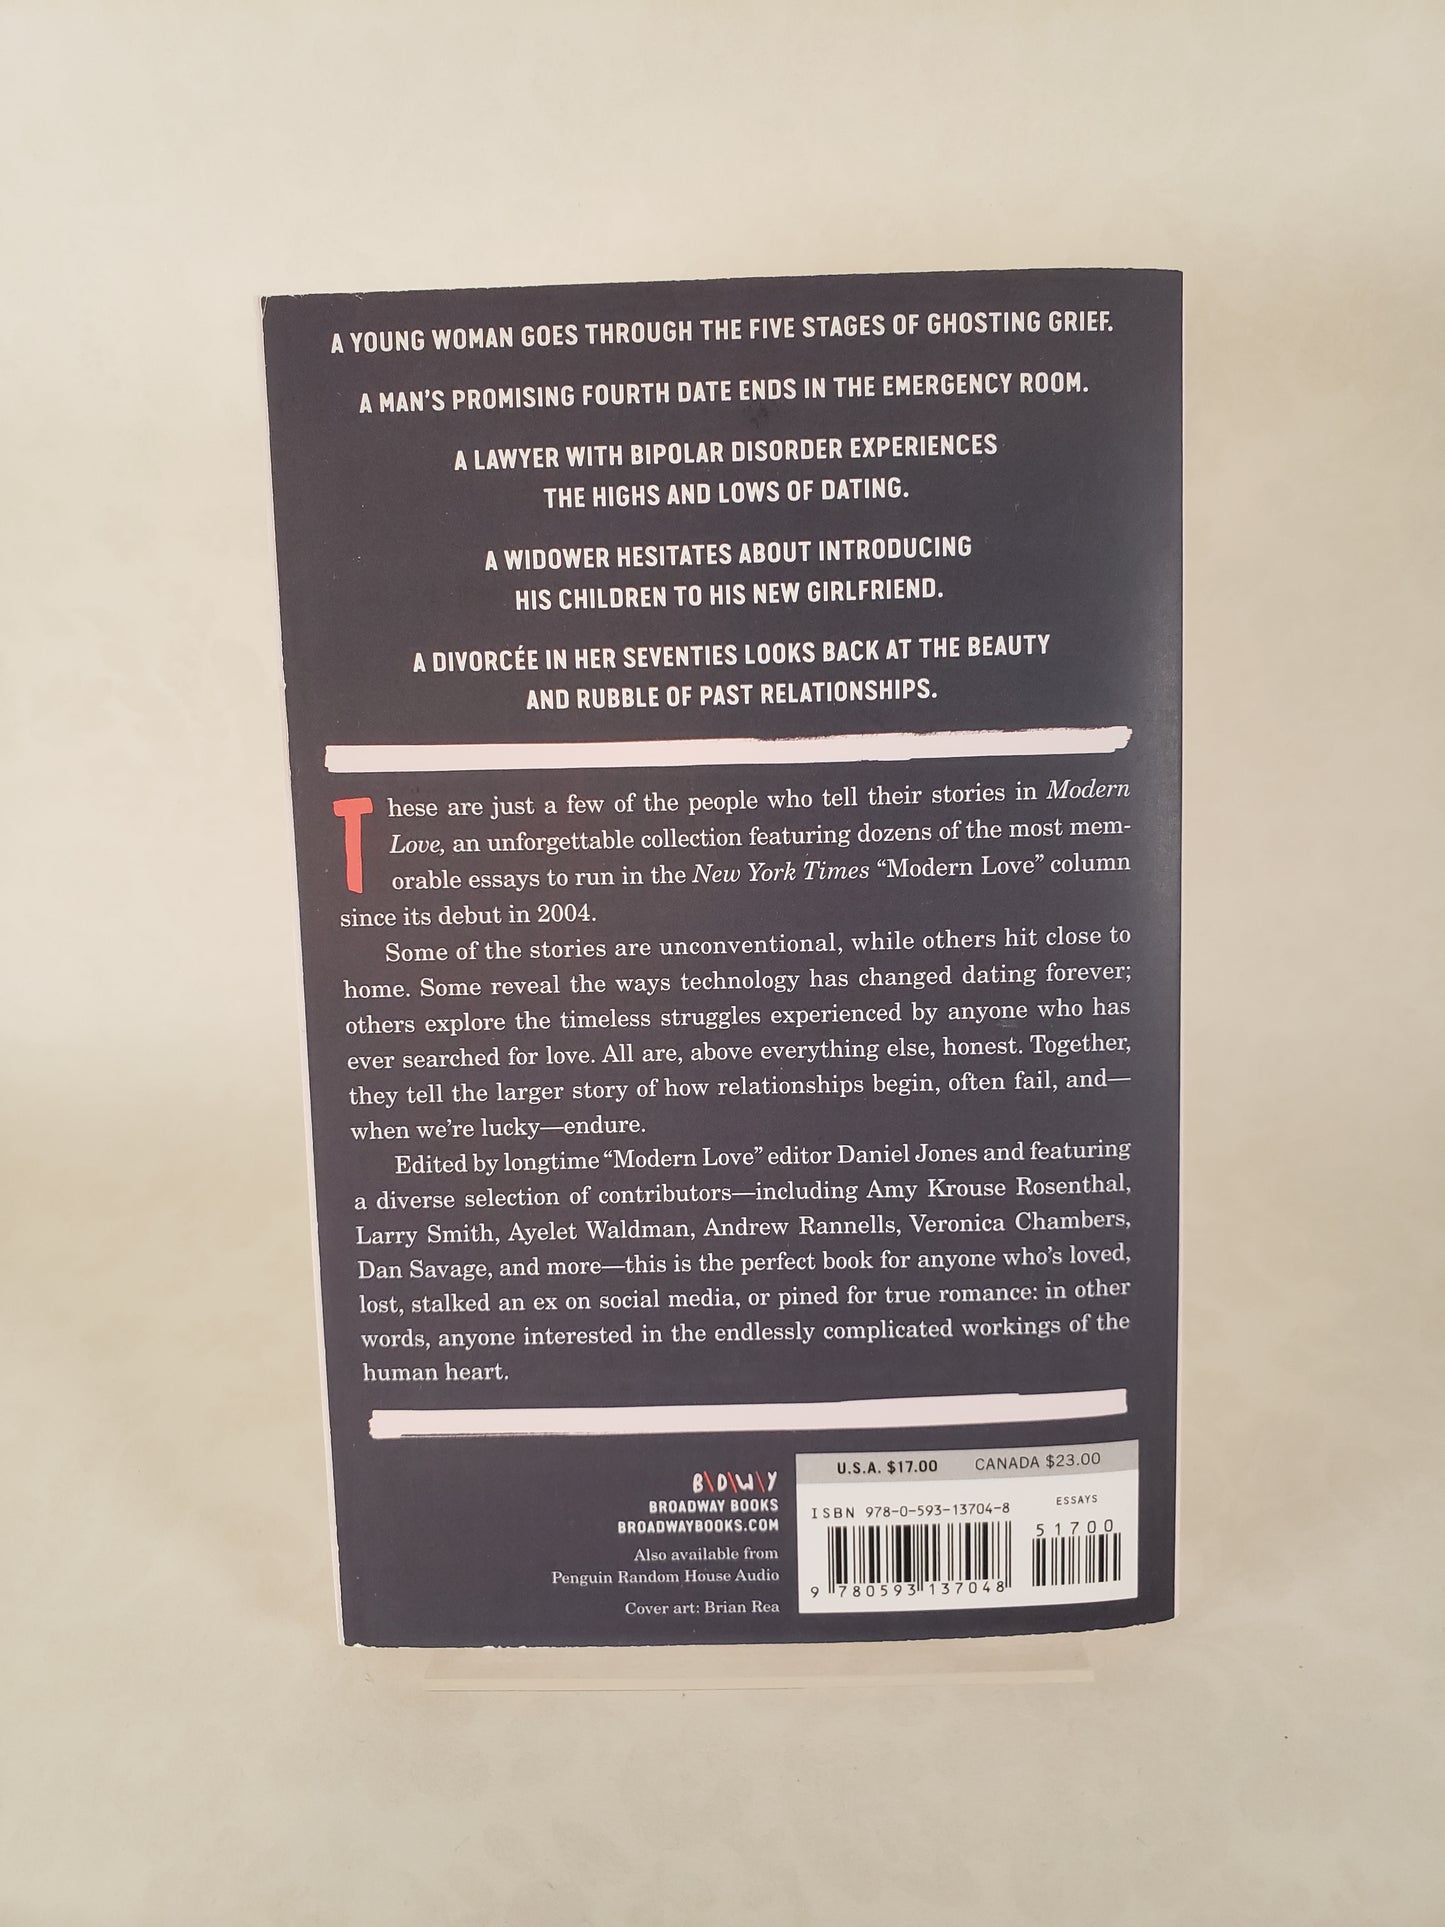 A YOUNG WOMAN GOES THROUGH THE FIVE STAGES OF GHOSTING GRIEF.
A MAN'S PROMISING FOURTH DATE ENDS IN THE EMERGENCY ROOM.
A LAWYER WITH BIPOLAR DISORDER EXPERIENCES
THE HIGHS AND LOWS OF DATING.
A WIDOWER HESITATES ABOUT INTRODUCING
HIS CHILDREN TO HIS NEW GIRLFRIEND.
A DIVORCÉE IN HER SEVENTIES LOOKS BACK AT THE BEAUTY
AND RUBBLE OF PAST RELATIONSHIPS.
These are just a few of the people who tell their stories in Modern
Love, an unforgettable collection featuring dozens of the most mem-
orable essays to run in the New York Times “Modern Love” column
since its debut in 2004.
Some of the stories are unconventional, while others hit close to
home. Some reveal the ways technology has changed dating forever;
others explore the timeless struggles experienced by anyone who has
ever searched for love. All are, above everything else, honest. Together,
they tell the larger story of how relationships begin, often fail, and—
when we’re lucky—endure.
Edited by longtime “Modern Love” editor Daniel Jones and featuring
a diverse selection of contributors—including Amy Krouse Rosenthal,
Larry Smith, Ayelet Waldman, Andrew Rannells, Veronica Chambers,
Dan Savage, and more—this is the perfect book for anyone who’s loved,
lost, stalked an ex on social media, or pined for true romance: in other
words, anyone interested in the endlessly complicated workings of the
human heart.
B\D\W\Y
BROADWAY BOOKS
BROADWAYBOOKS.COM
Also available from
Penguin Random House Audio
Cover art: Brian Rea
U.S.A. $17.00 CANADA $23.00
ISBN 978-0-593-13704-8
ESSAYS
51700
9 780593 137048